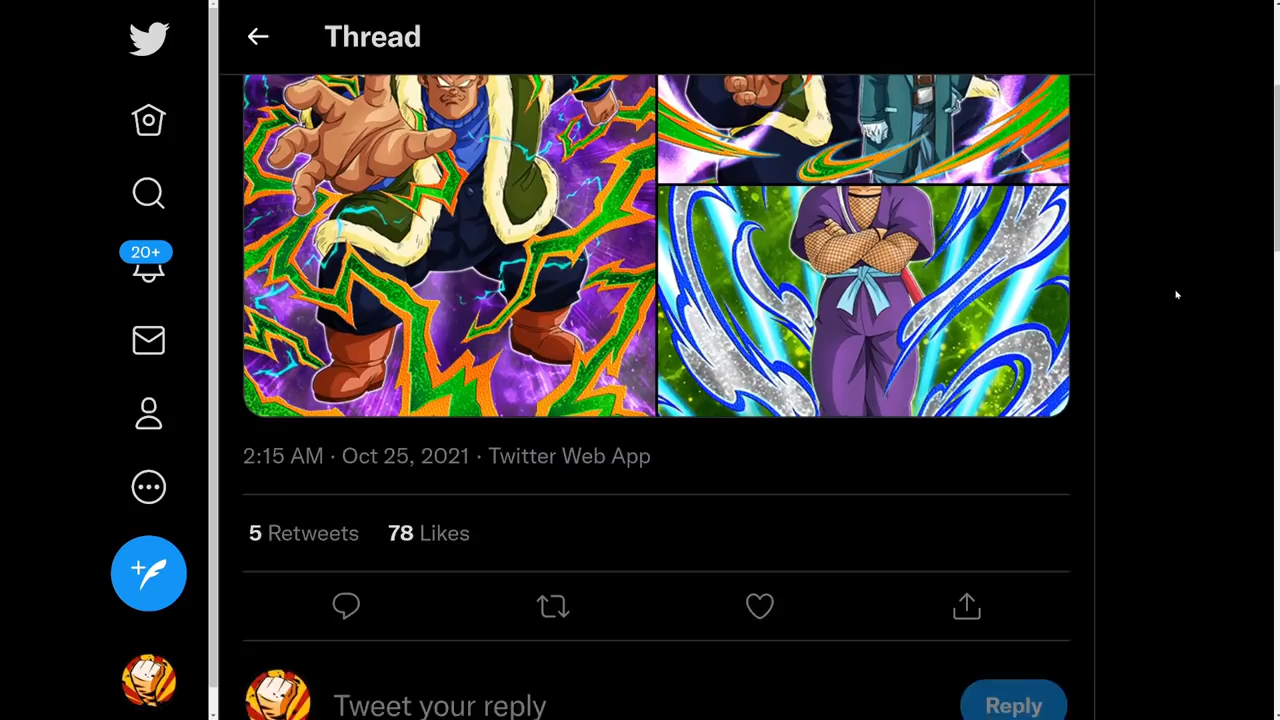 Thread
20+
2:15 AM · Oct 25, 2021 · Twitter Web App
5 Retweets 78 Likes
Tweet your reply
Reply